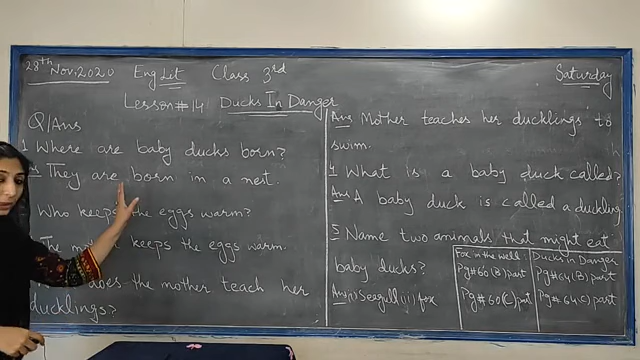 28th Nov, 2020 Eng Lit Class 3rd Saturday
Lesson # 14 Ducks In Danger
Q/Ans
1 Where are baby ducks born?
They are born in a nest.
Who keeps the eggs warm?
The keeps the eggs warm.
does the mother teach her
ducklings?
Ans Mother teaches her ducklings to
swim.
4 What is a baby duck called?
Ans A baby duck is called a duckling.
5 Name two animals that might eat
baby ducks?
Ans (i) Seagull (ii) fox
Fox in the well:
Pg# 60 (B) part
Pg# 60 (C) part
Ducks in Danger
Pg# 64 (B) part
Pg# 64 (C) part